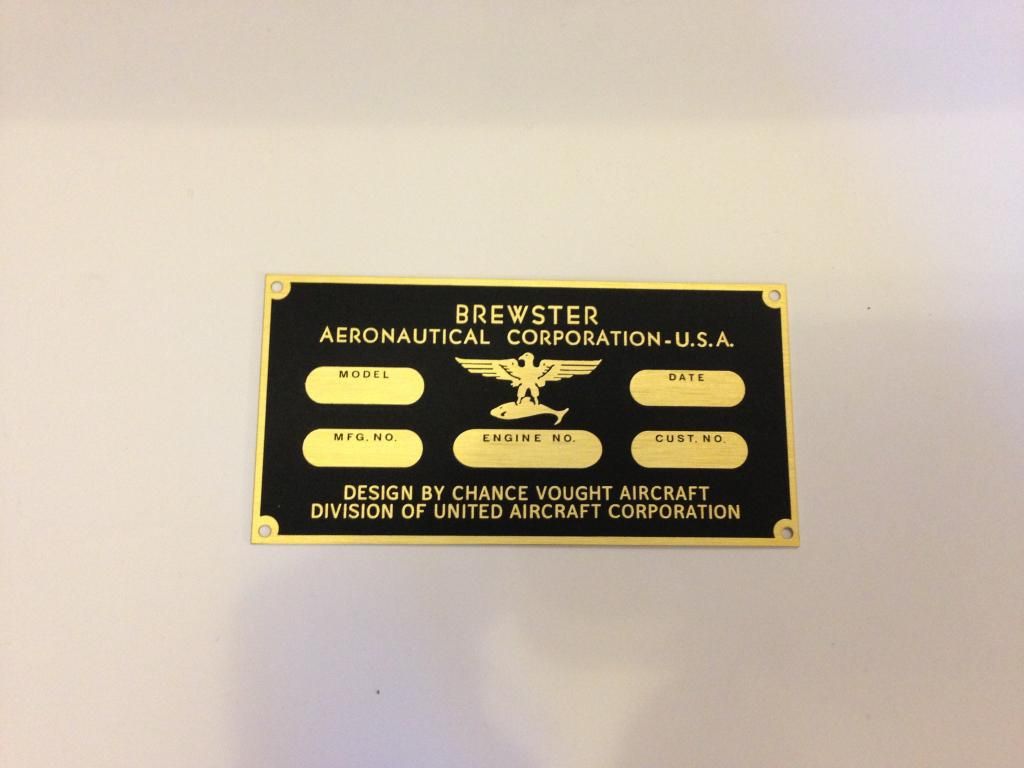 BREWSTER
AERONAUTICAL CORPORATION-U.S.A.
MODEL
DATE
MFG. NO.
ENGINE NO.
CUST. NO.
DESIGN BY CHANCE VOUGHT AIRCRAFT
DIVISION OF UNITED AIRCRAFT CORPORATION